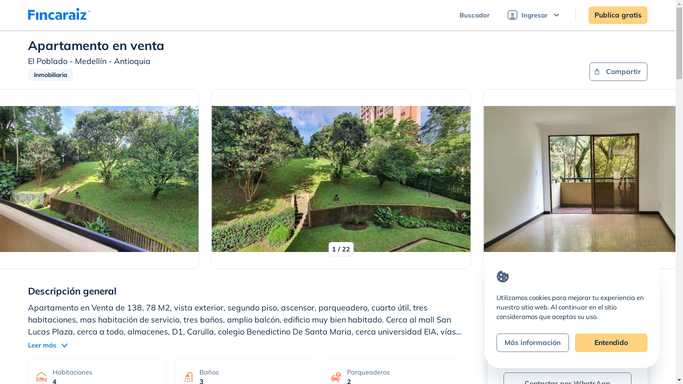 Fincaraiz
Buscador
Ingresar
Publica gratis
Apartamento en venta
El Poblado - Medellín - Antioquia
Inmobiliaria
Compartir
1 / 22
Descripción general
Apartamento en Venta de 138, 78 M2, vista exterior, segundo piso, ascensor, parqueadero, cuarto útil, tres
habitaciones, mas habitación de servicio, tres baños, amplio balcón, edificio muy bien habitado. Cerca al mall San
Lucas Plaza, cerca a todo, almacenes, D1, Carulla, colegio Benedictino De Santa Maria, cerca universidad EIA, vías...
Leer más
Habitaciones
4
Baños
3
Parqueaderos
2
Utilizamos cookies para mejorar tu experiencia en
nuestro sitio web. Al continuar en el sitio
consideramos que aceptas su uso.
Más información
Entendido
Contactar por WhatsApp